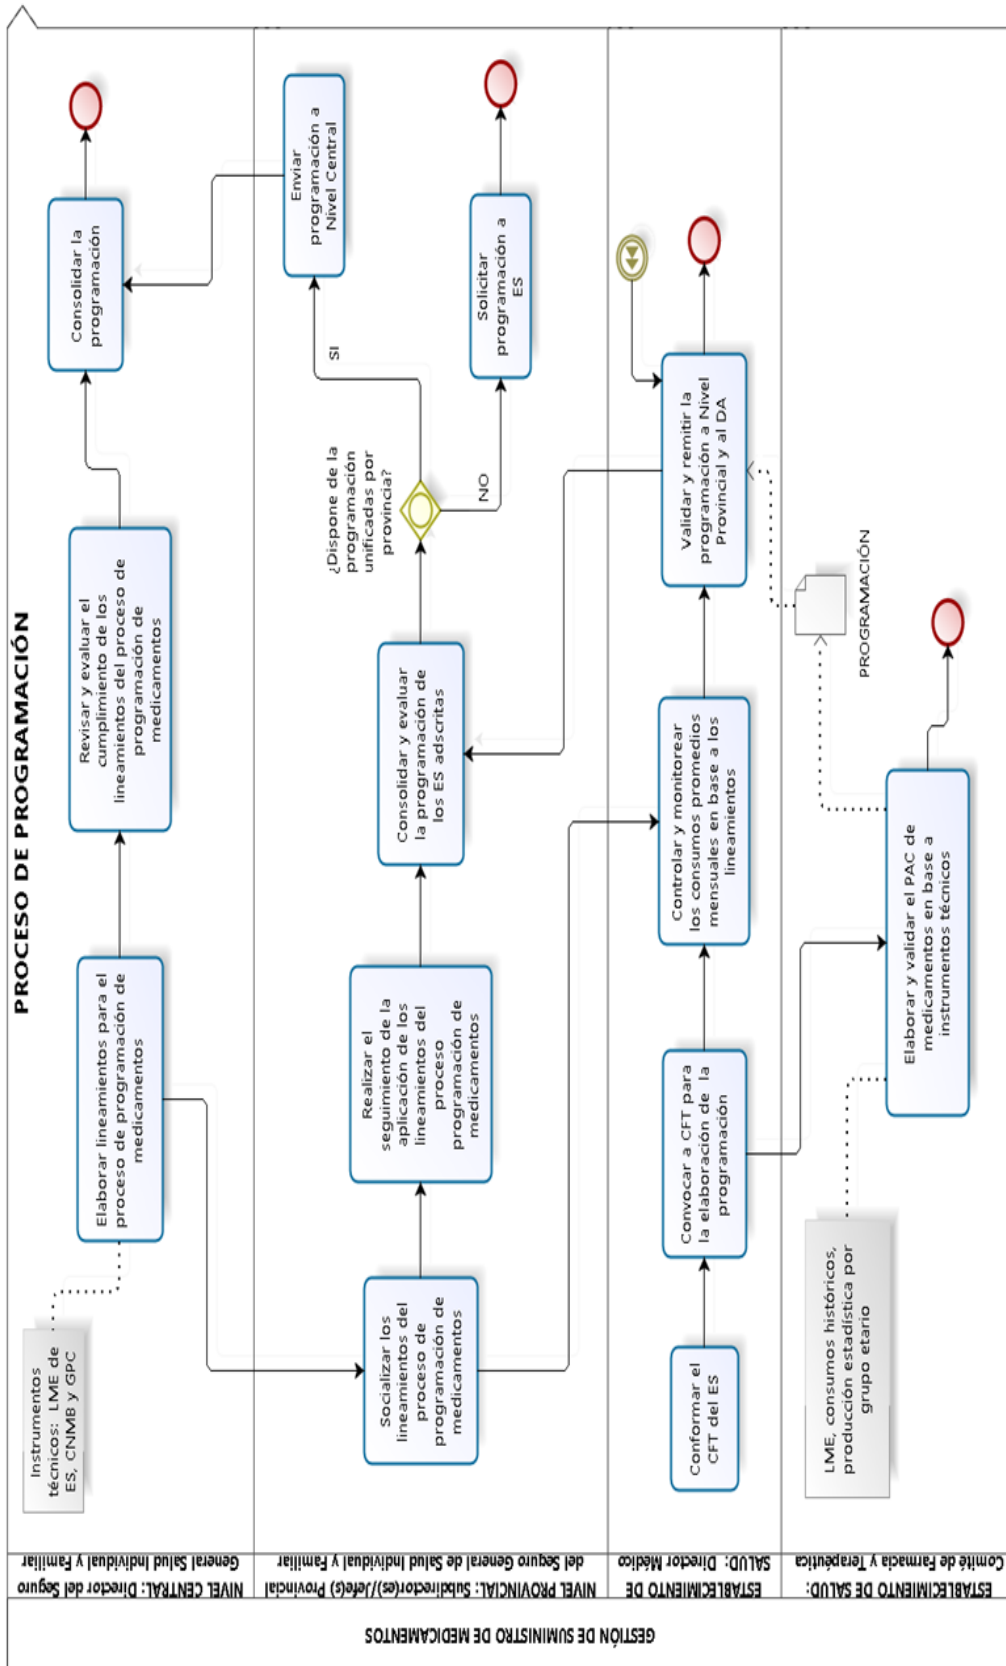 PROCESO DE PROGRAMACIÓN
GESTIÓN DE SUMINISTRO DE MEDICAMENTOS
NIVEL CENTRAL: Director del Seguro
General Salud Individual y Familiar
Instrumentos
técnicos: LME de
ES, CNMB y GPC
Elaborar lineamientos para el
proceso de programación de
medicamentos
Revisar y evaluar el
cumplimiento de los
lineamientos del proceso de
programación de
medicamentos
Consolidar la
programación
NIVEL PROVINCIAL: Subdirector(es)/Jefe(s) Provincial
del Seguro General de Salud Individual y Familiar
Socializar los
lineamientos del
proceso de
programación de
medicamentos
Realizar el
seguimiento de la
aplicación de los
lineamientos del
proceso
programación de
medicamentos
Consolidar y evaluar
la programación de
los ES adscritas
¿Dispone de la
programación
unificadas por
provincia?
SI
NO
Enviar
programación a
Nivel Central
Solicitar
programación a
ES
ESTABLECIMIENTO DE
SALUD: Director Médico
Conformar el
CFT del ES
Convocar a CFT para
la elaboración de la
programación
Controlar y monitorear
los consumo promedios
mensuales en base a los
lineamientos
Validar y remitir la
programación a Nivel
Provincial y al DA
ESTABLECIMIENTO DE SALUD:
Comité de Farmacia y Terapéutica
LME, consumos históricos,
producción estadística por
grupo etario
Elaborar y validar el PAC de
medicamentos en base a
instrumentos técnicos
PROGRAMACIÓN